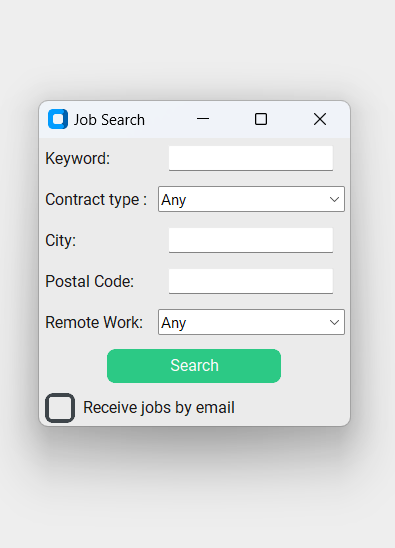 Job Search
Keyword:
Contract type : Any
City:
Postal Code:
Remote Work: Any
Search
Receive jobs by email